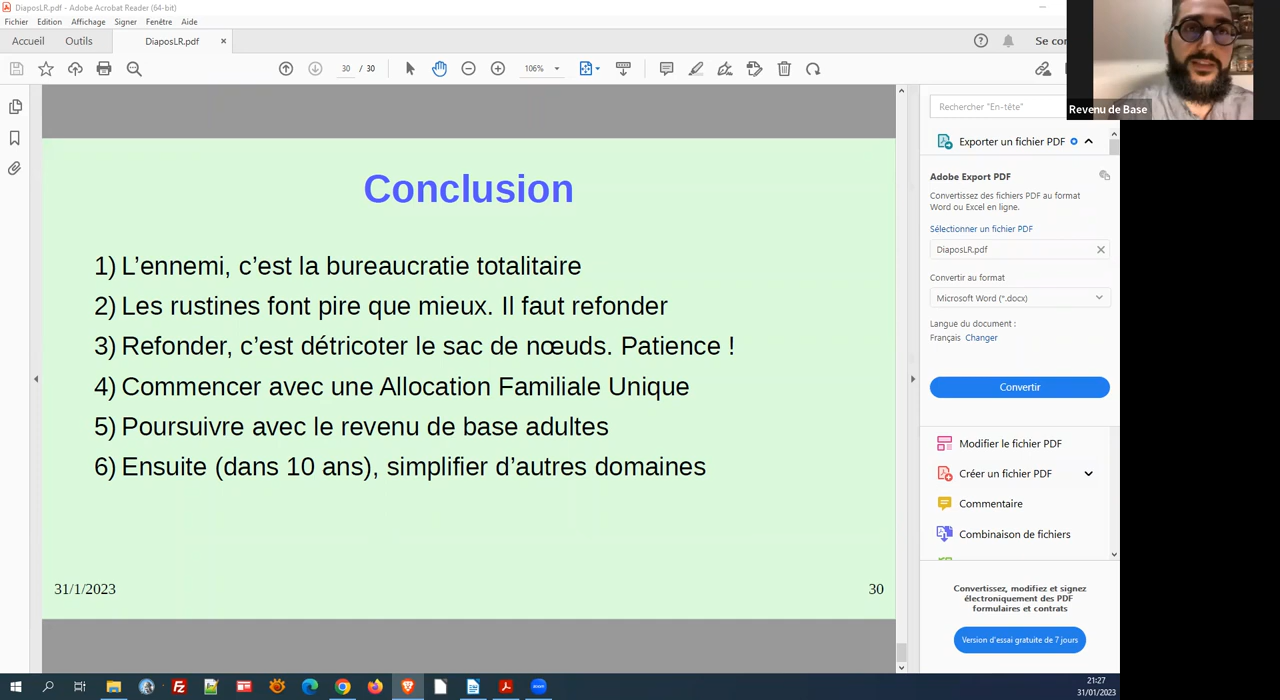 DiaposLR.pdf - Adobe Acrobat Reader (64-bit)
Fichier Edition Affichage Signer Fenêtre Aide
Accueil Outils DiaposLR.pdf × Se cor
30 / 30 106%
Revenu de Base
Rechercher "En-tête"
Exporter un fichier PDF
Adobe Export PDF
Convertissez des fichiers PDF au format
Word ou Excel en ligne.
Sélectionner un fichier PDF
DiaposLR.pdf
Convertir au format
Microsoft Word (*.docx)
Langue du document :
Français Changer
Convertir
Modifier le fichier PDF
Créer un fichier PDF
Commentaire
Combinaison de fichiers
Convertissez, modifiez et signez
électroniquement des PDF
formulaires et contrats
Version d'essai gratuite de 7 jours
Conclusion
1) L’ennemi, c’est la bureaucratie totalitaire
2) Les rustines font pire que mieux. Il faut refonder
3) Refonder, c’est détricoter le sac de nœuds. Patience !
4) Commencer avec une Allocation Familiale Unique
5) Poursuivre avec le revenu de base adultes
6) Ensuite (dans 10 ans), simplifier d’autres domaines
31/1/2023 30
zoom
21:27
31/01/2023